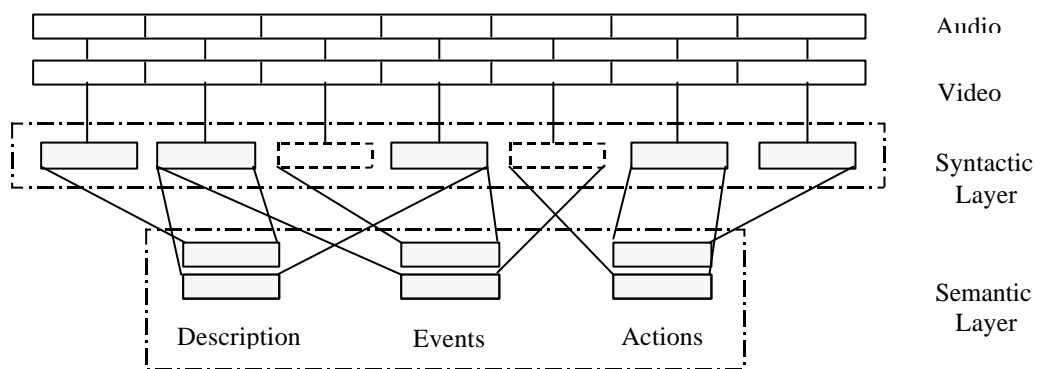 Audio
Video
Syntactic
Layer
Semantic
Layer
Description Events Actions